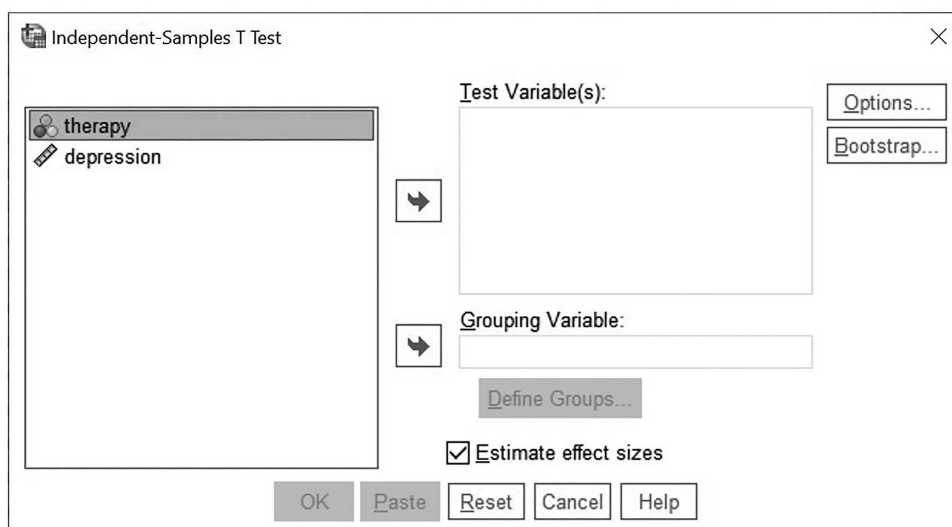 Independent-Samples T Test
therapy
depression
Test Variable(s):
Options...
Bootstrap...
Grouping Variable:
Define Groups...
Estimate effect sizes
OK
Paste
Reset
Cancel
Help